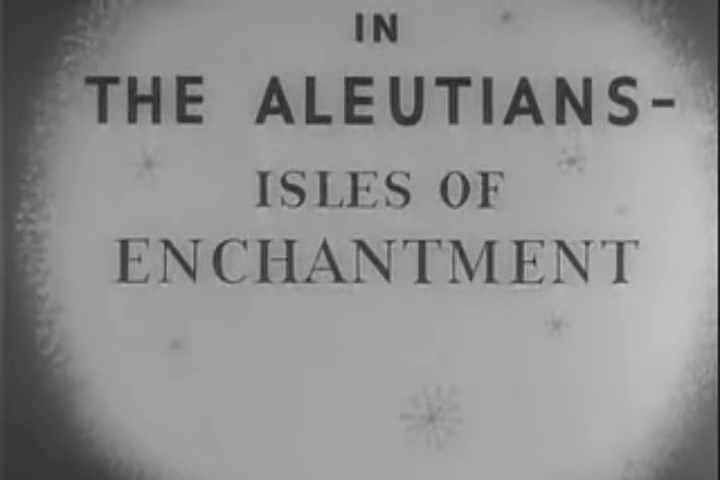 IN
THE ALEUTIANS-
ISLES OF
ENCHANTMENT